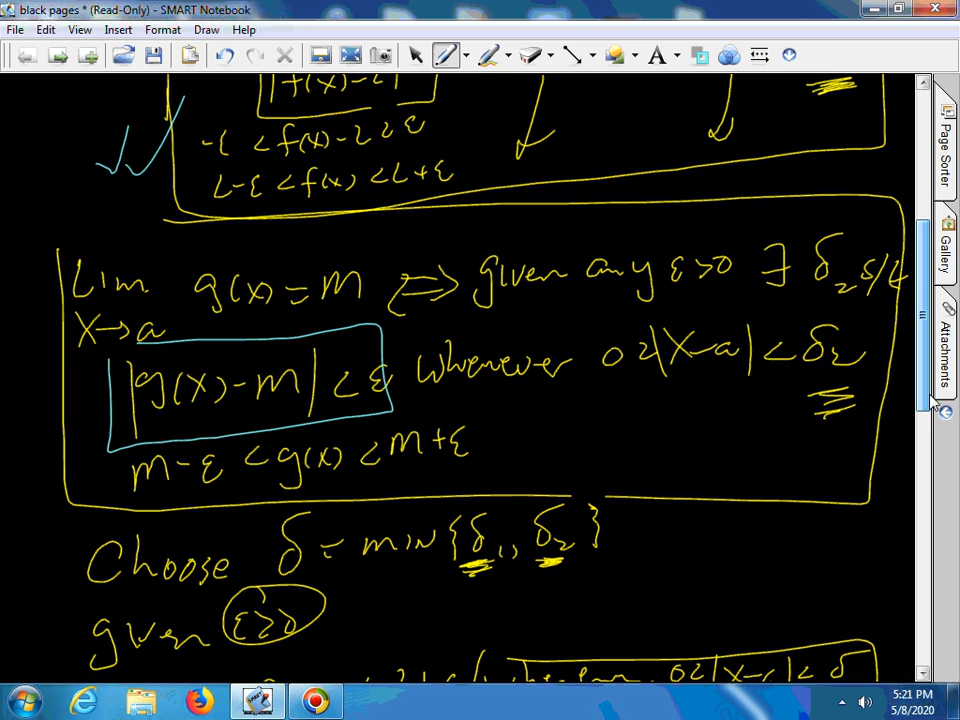 black pages * (Read-Only) - SMART Notebook
File Edit View Insert Format Draw Help
|f(x)-L|
-ε < f(x)-L < ε
L-ε < f(x) < L+ε
Lim g(x) = M ⟺ given any ε>0 ∃ δ₂ s/t
x→a
|g(x)-M| < ε whenever 0<|x-a| < δ₂
M-ε < g(x) < M+ε
Choose δ = min{δ₁, δ₂}
given ε>0
0<|x-a|< δ
Page Sorter
Gallery
Attachments
5:21 PM
5/8/2020